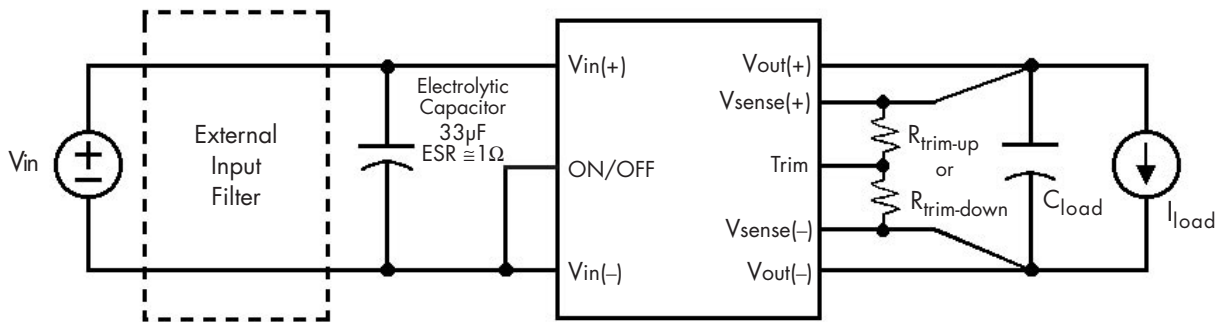 Vin
External
Input
Filter
Electrolytic
Capacitor
33µF
ESR ≅1Ω
Vin(+)
ON/OFF
Vin(–)
Vout(+)
Vsense(+)
Trim
Vsense(–)
Vout(–)
Rtrim-up
or
Rtrim-down
Cload
Iload